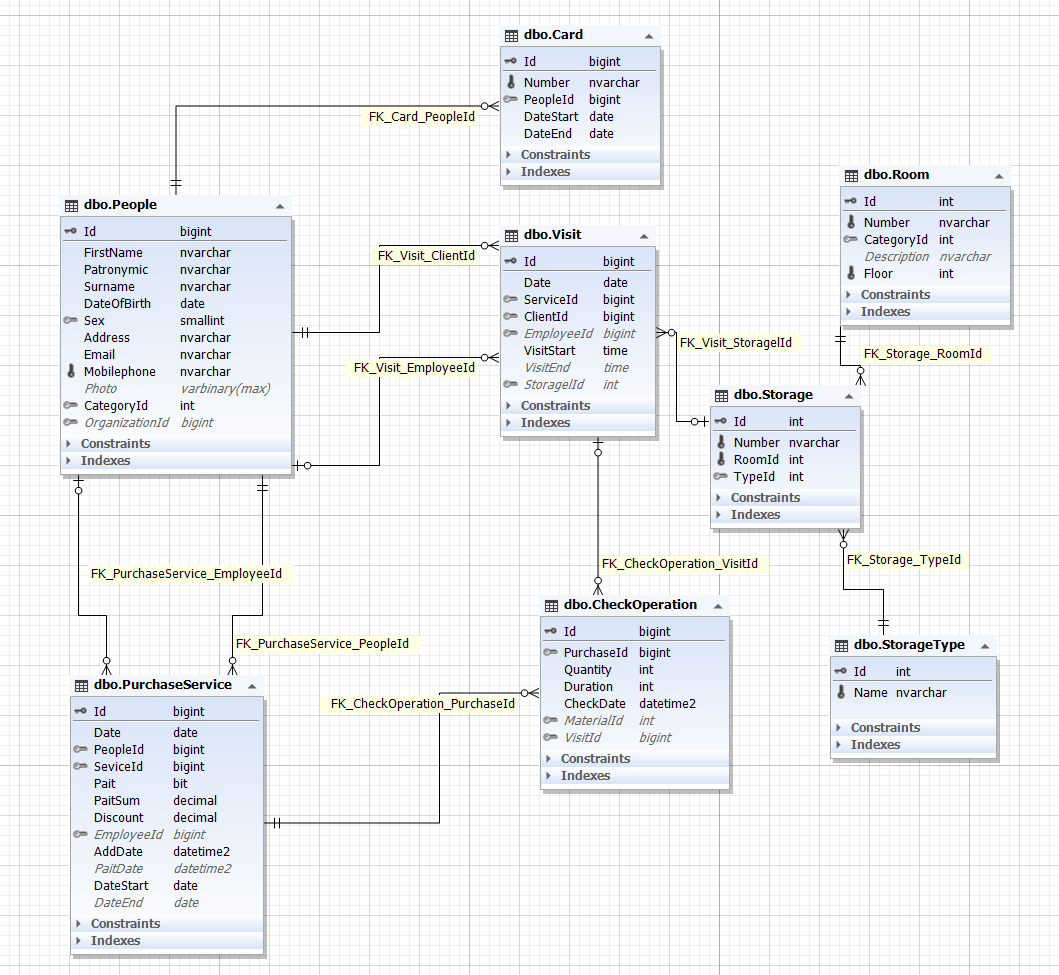 dbo.Card
Id bigint
Number nvarchar
PeopleId bigint
DateStart date
DateEnd date
Constraints
Indexes
FK_Card_PeopleId
dbo.People
Id bigint
FirstName nvarchar
Patronymic nvarchar
Surname nvarchar
DateOfBirth date
Sex smallint
Address nvarchar
Email nvarchar
Mobilephone nvarchar
Photo varbinary(max)
CategoryId int
OrganizationId bigint
Constraints
Indexes
FK_Visit_ClientId
FK_Visit_EmployeeId
dbo.Visit
Id bigint
Date date
ServiceId bigint
ClientId bigint
EmployeeId bigint
VisitStart time
VisitEnd time
StorageIId int
Constraints
Indexes
FK_Visit_StorageIId
dbo.Room
Id int
Number nvarchar
CategoryId int
Description nvarchar
Floor int
Constraints
Indexes
FK_Storage_RoomId
dbo.Storage
Id int
Number nvarchar
RoomId int
TypeId int
Constraints
Indexes
FK_Storage_TypeId
dbo.StorageType
Id int
Name nvarchar
Constraints
Indexes
FK_CheckOperation_VisitId
dbo.CheckOperation
Id bigint
PurchaseId bigint
Quantity int
Duration int
CheckDate datetime2
MaterialId int
VisitId bigint
Constraints
Indexes
FK_PurchaseService_EmployeeId
FK_PurchaseService_PeopleId
FK_CheckOperation_PurchaseId
dbo.PurchaseService
Id bigint
Date date
PeopleId bigint
SeviceId bigint
Pait bit
PaitSum decimal
Discount decimal
EmployeeId bigint
AddDate datetime2
PaitDate datetime2
DateStart date
DateEnd date
Constraints
Indexes